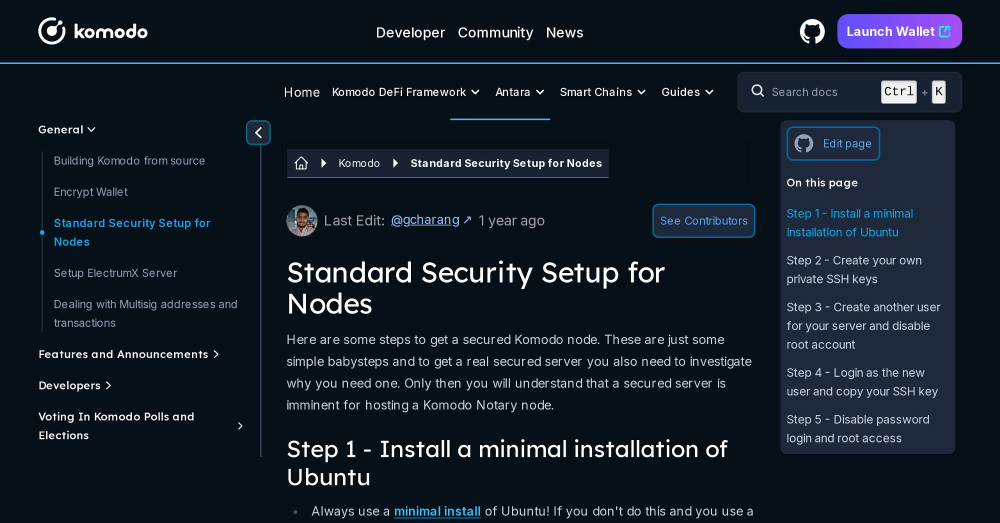 komodo
Developer Community News
Launch Wallet
Home Komodo DeFi Framework Antara Smart Chains Guides
Search docs Ctrl + K
General
Building Komodo from source
Encrypt Wallet
Standard Security Setup for
Nodes
Setup ElectrumX Server
Dealing with Multisig addresses and
transactions
Features and Announcements
Developers
Voting In Komodo Polls and
Elections
Komodo Standard Security Setup for Nodes
Last Edit: @gcharang ↗ 1 year ago
See Contributors
Standard Security Setup for
Nodes
Here are some steps to get a secured Komodo node. These are just some
simple babysteps and to get a real secured server you also need to investigate
why you need one. Only then you will understand that a secured server is
imminent for hosting a Komodo Notary node.
Step 1 - Install a minimal installation of
Ubuntu
• Always use a minimal install of Ubuntu! If you don't do this and you use a
Edit page
On this page
Step 1 - Install a minimal
installation of Ubuntu
Step 2 - Create your own
private SSH keys
Step 3 - Create another user
for your server and disable
root account
Step 4 - Login as the new
user and copy your SSH key
Step 5 - Disable password
login and root access